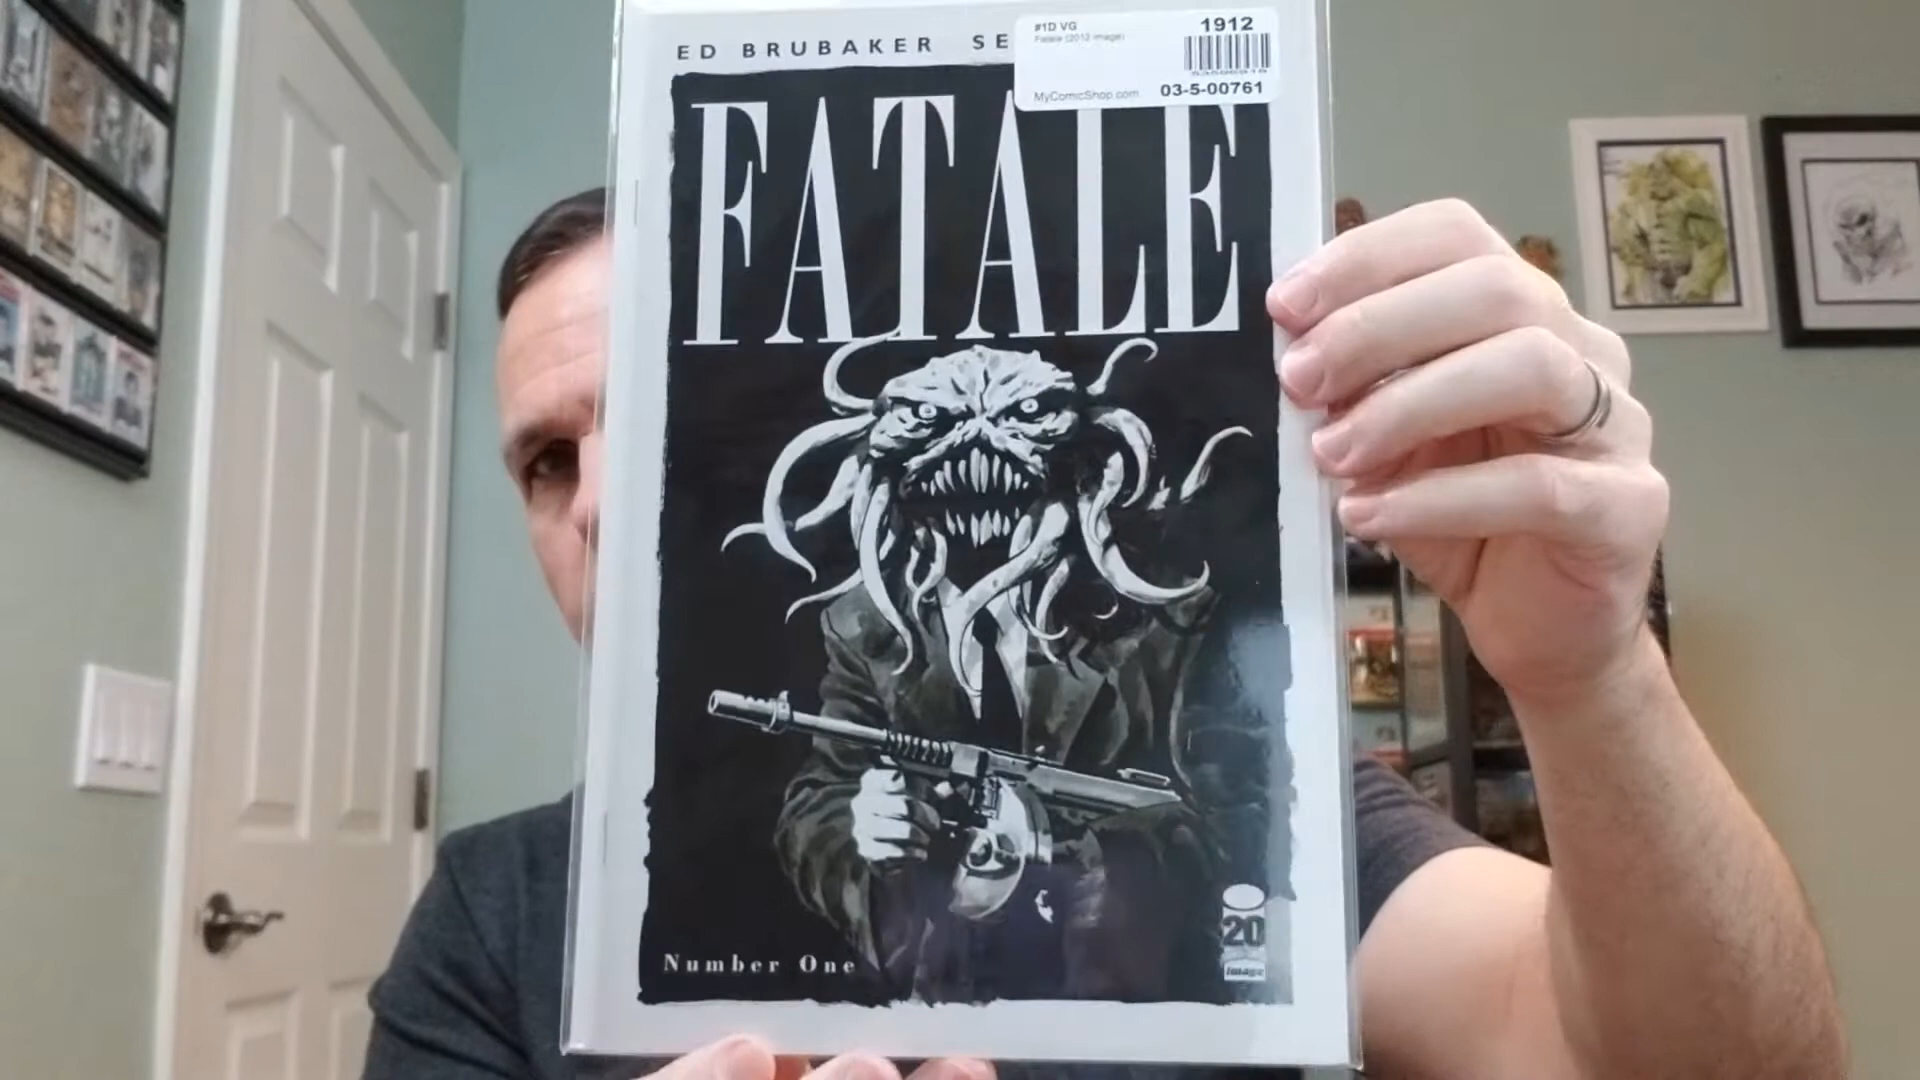 ED BRUBAKER SE
#1D VG
1912
Fatale (2012 Image)
MyComicShop.com
03-5-00761
FATALE
Number One
20
image